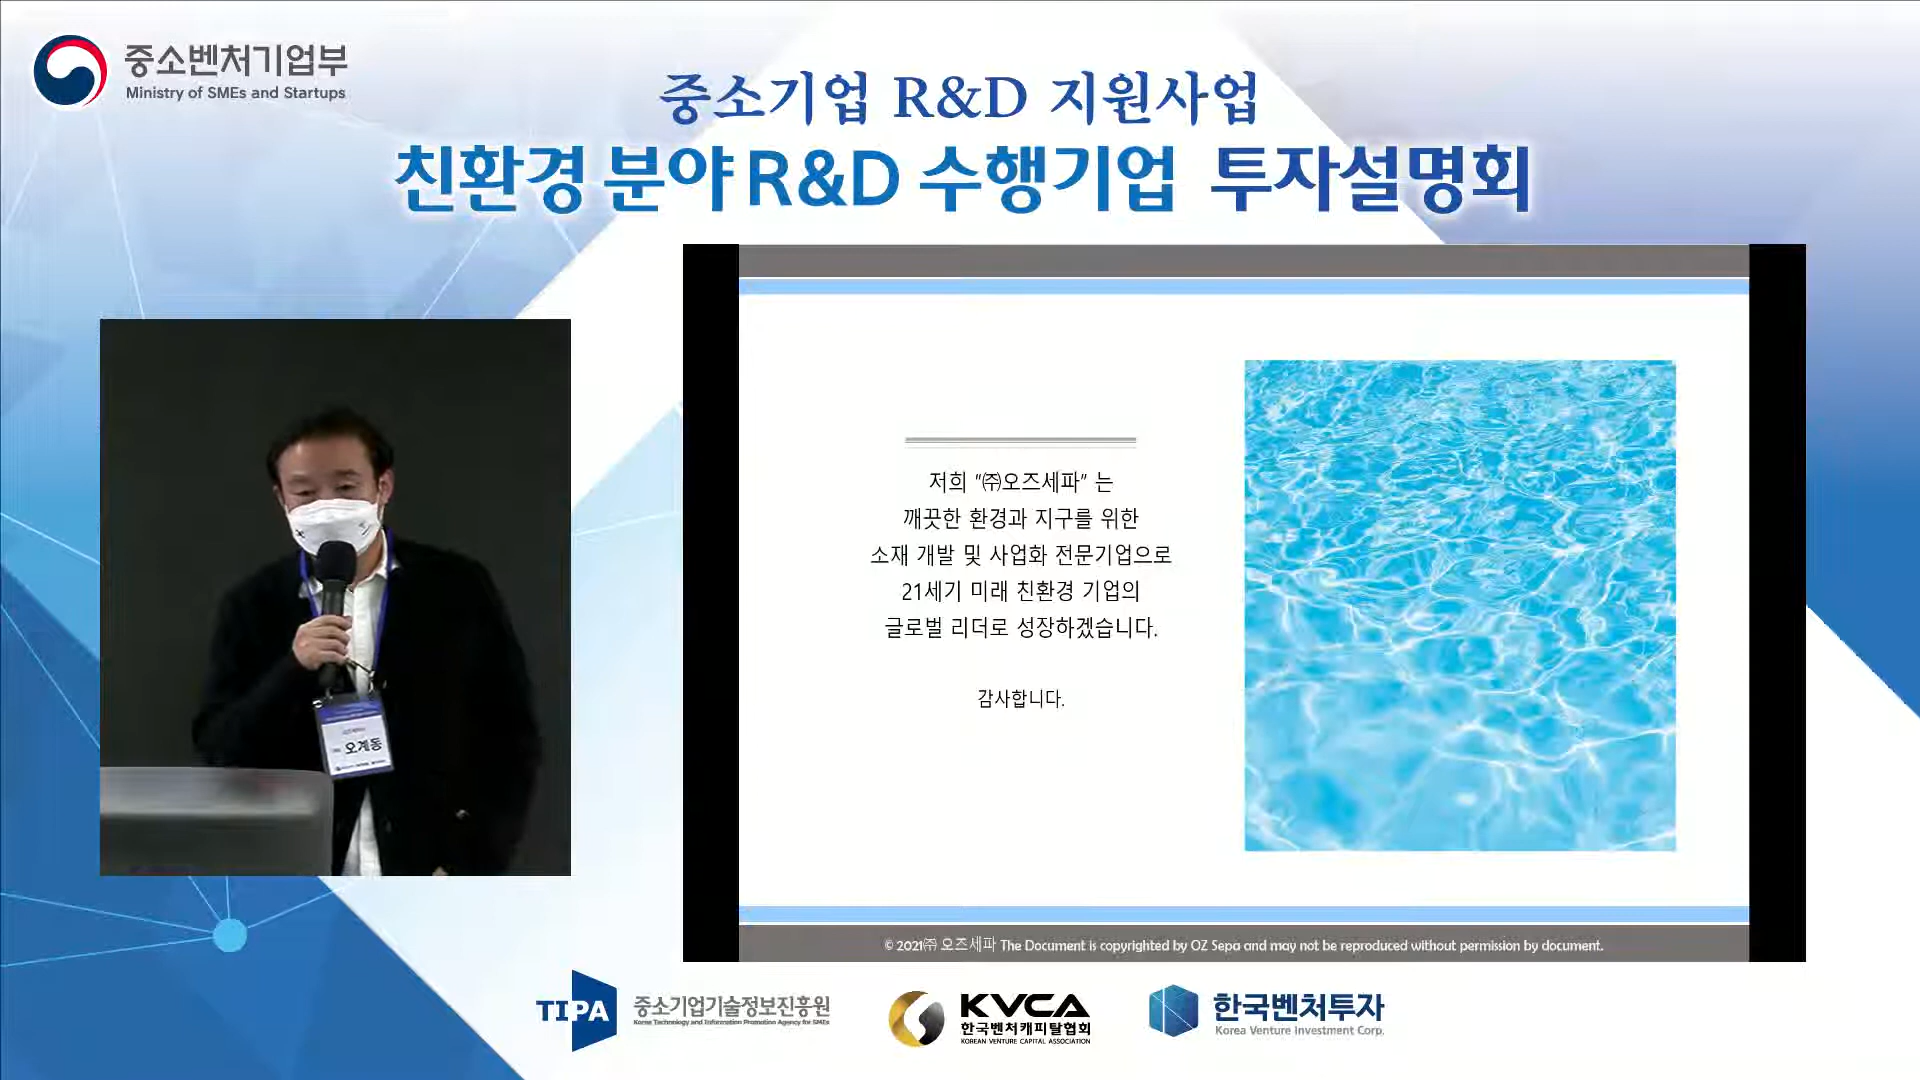 중소벤처기업부
Ministry of SMEs and Startups
중소기업 R&D 지원사업
친환경 분야 R&D 수행기업 투자설명회
저희 "㈜오즈세파" 는
깨끗한 환경과 지구를 위한
소재 개발 및 사업화 전문기업으로
21세기 미래 친환경 기업의
글로벌 리더로 성장하겠습니다.
감사합니다.
오계동
© 2021㈜ 오즈세파 The Document is copyrighted by OZ Sepa and may not be reproduced without permission by document.
TIPA
중소기업기술정보진흥원
Korea Technology and Information Promotion Agency for SMEs
KVCA
한국벤처캐피탈협회
KOREAN VENTURE CAPITAL ASSOCIATION
한국벤처투자
Korea Venture Investment Corp.